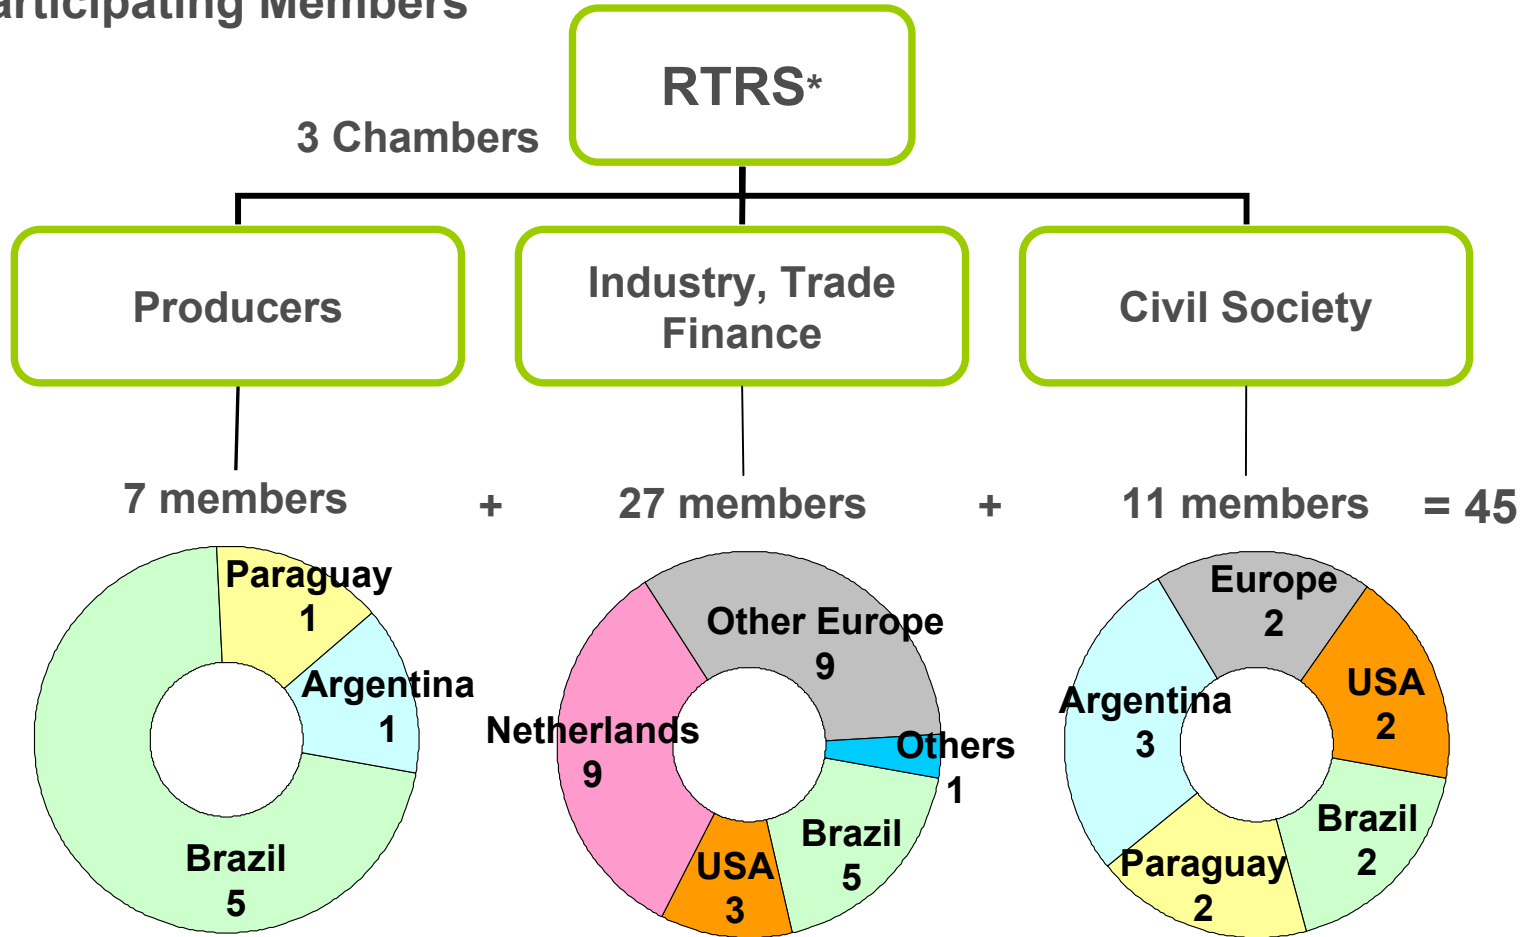 Members
RTRS*
3 Chambers
Producers
Industry, Trade
Finance
Civil Society
7 members + 27 members + 11 members = 45
Paraguay
1
Argentina
1
Brazil
5
Other Europe
9
Others
1
Brazil
5
USA
3
Netherlands
9
Europe
2
USA
2
Brazil
2
Paraguay
2
Argentina
3